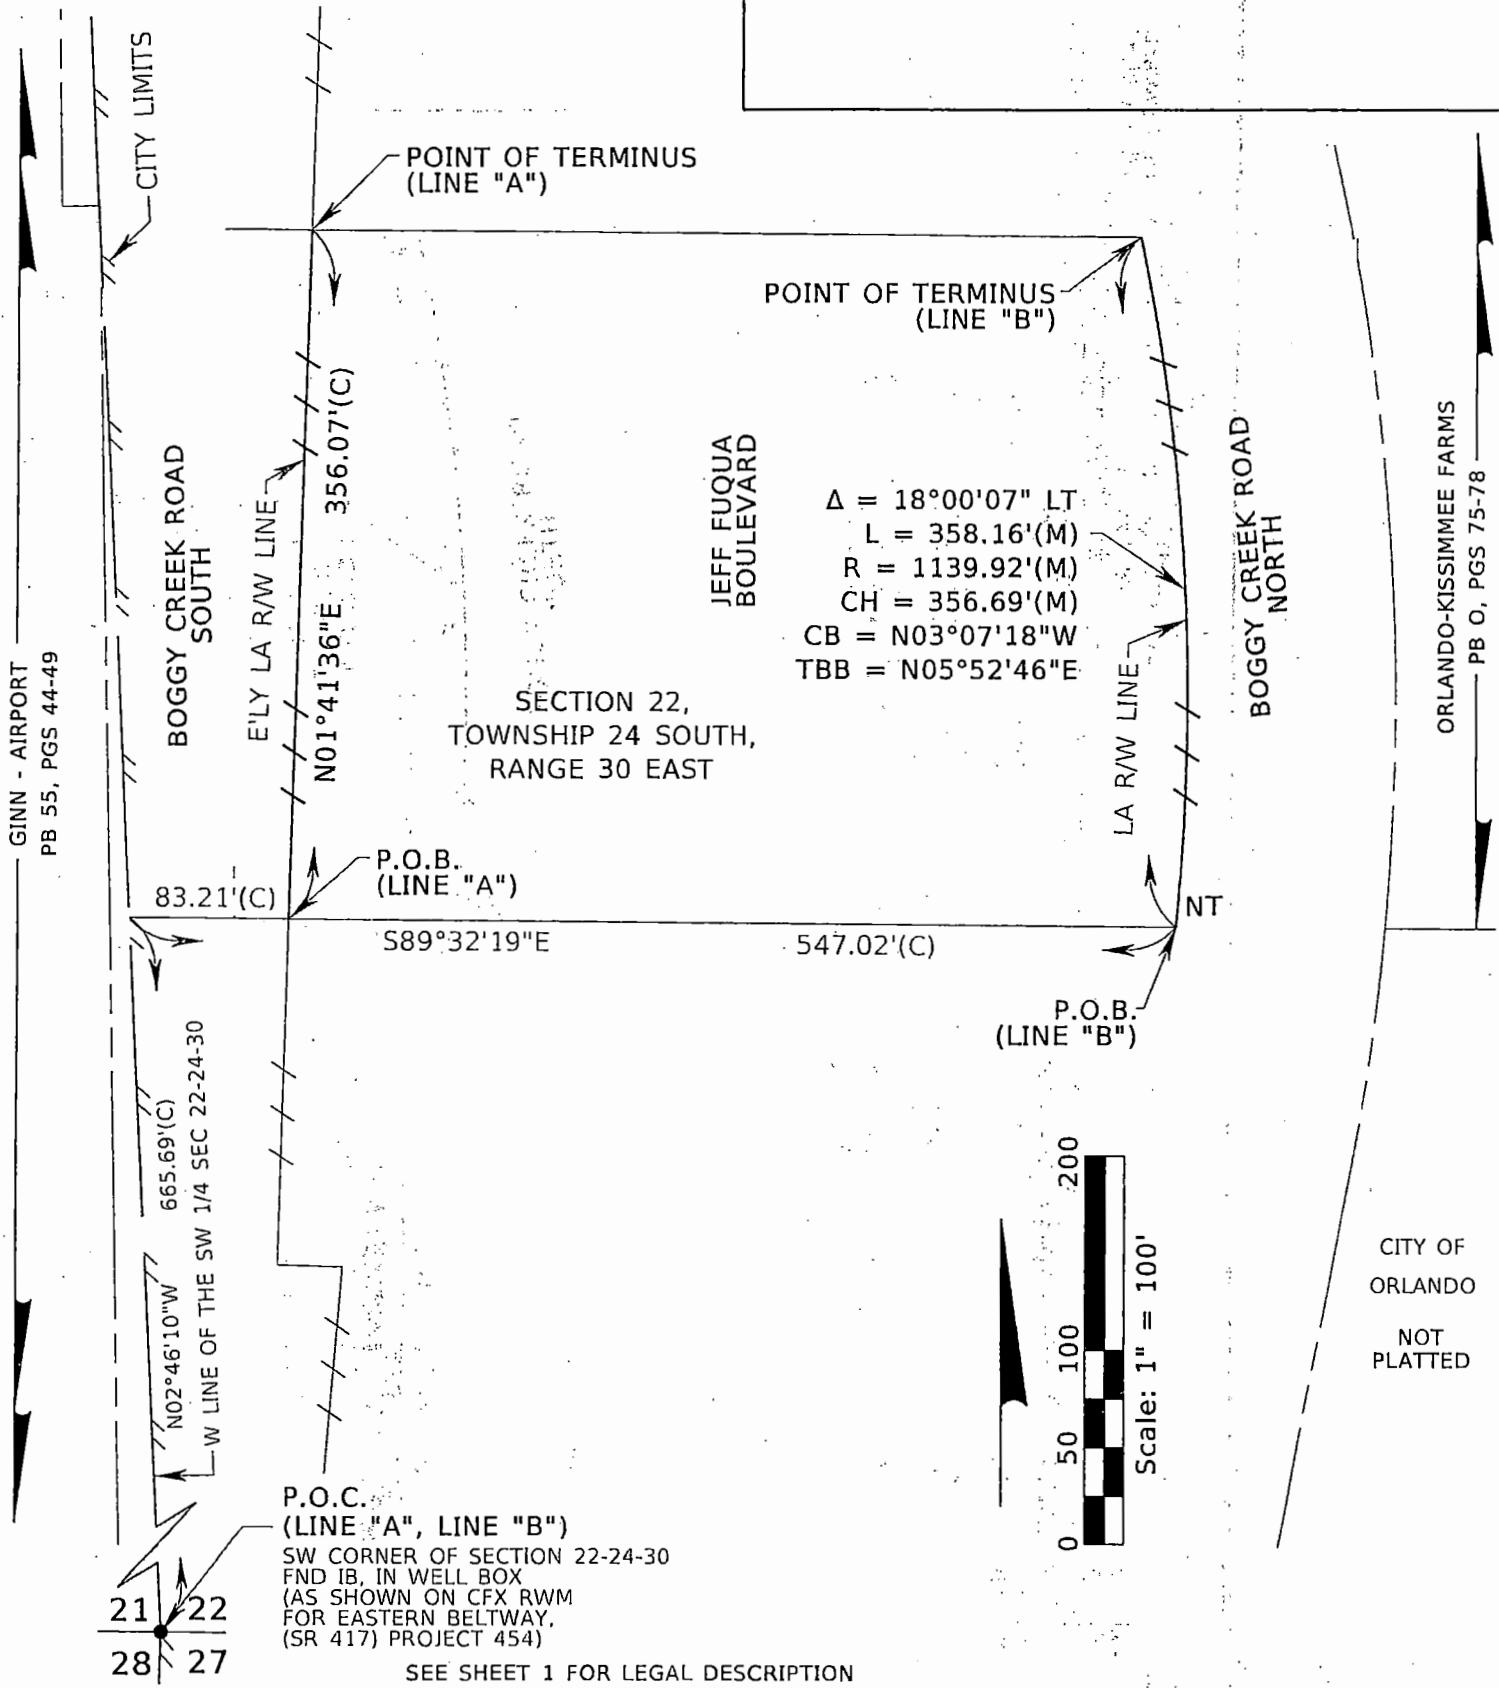 CITY LIMITS
POINT OF TERMINUS
(LINE "A")
POINT OF TERMINUS
(LINE "B")
GINN - AIRPORT
PB 55, PGS 44-49
BOGGY CREEK ROAD
SOUTH
E'LY LA R/W LINE
N01°41'36"E 356.07'(C)
JEFF FUQUA
BOULEVARD
Δ = 18°00'07" LT
L = 358.16'(M)
R = 1139.92'(M)
CH = 356.69'(M)
CB = N03°07'18"W
TBB = N05°52'46"E
LA R/W LINE
BOGGY CREEK ROAD
NORTH
ORLANDO-KISSIMMEE FARMS
PB O, PGS 75-78
SECTION 22,
TOWNSHIP 24 SOUTH,
RANGE 30 EAST
P.O.B.
(LINE "A")
83.21'(C)
S89°32'19"E 547.02'(C)
NT
P.O.B.
(LINE "B")
N02°46'10"W 665.69'(C)
W LINE OF THE SW 1/4 SEC 22-24-30
0 50 100 200
Scale: 1" = 100'
CITY OF
ORLANDO
NOT
PLATTED
P.O.C.
(LINE "A", LINE "B")
SW CORNER OF SECTION 22-24-30
FND IB, IN WELL BOX
(AS SHOWN ON CFX RWM
FOR EASTERN BELTWAY,
(SR 417) PROJECT 454)
21 22
28 27
SEE SHEET 1 FOR LEGAL DESCRIPTION